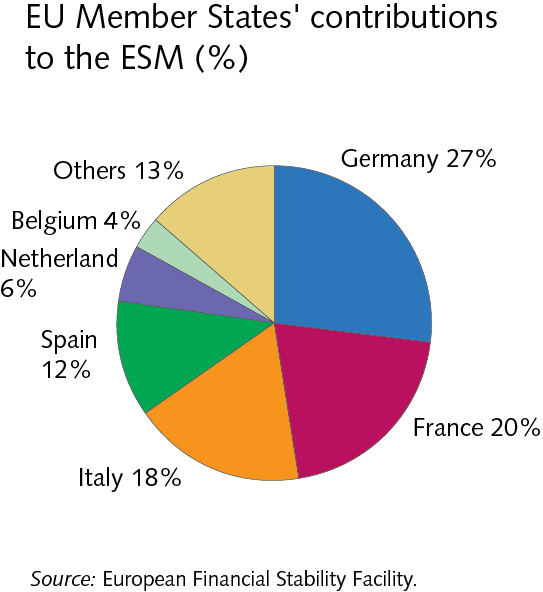 EU Member States' contributions
to the ESM (%)
Germany 27%
Others 13%
Belgium 4%
Netherland
6%
Spain
12%
France 20%
Italy 18%
Source: European Financial Stability Facility.